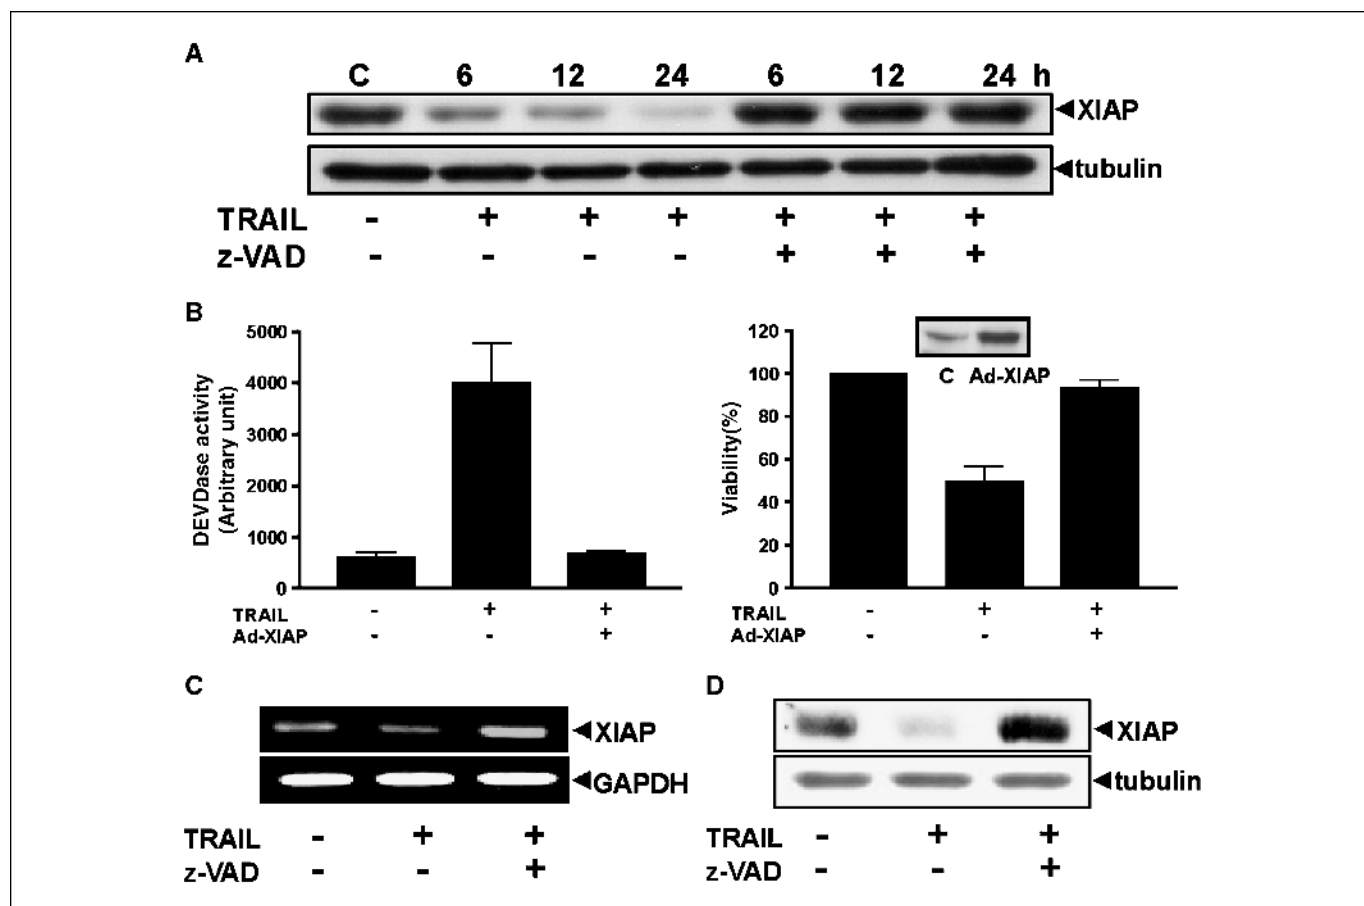 A
C 6 12 24 6 12 24 h
XIAP
tubulin
TRAIL - + + + + + +
z-VAD - - - - + + +
B
5000
4000
3000
2000
1000
0
DEVDase activity
(Arbitrary unit)
TRAIL - + +
Ad-XIAP - - +
120
100
80
60
40
20
0
Viability(%)
C Ad-XIAP
TRAIL - + +
Ad-XIAP - - +
C
XIAP
GAPDH
TRAIL - + +
z-VAD - - +
D
XIAP
tubulin
TRAIL - + +
z-VAD - - +